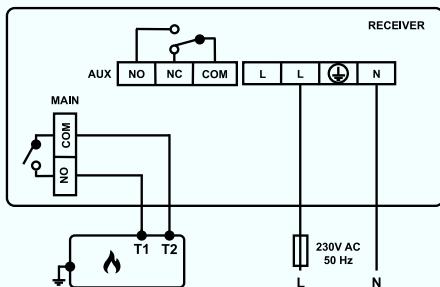 RECEIVER
AUX NO NC COM L L N
MAIN
COM
NO
T1 T2
230V AC
50 Hz
L N